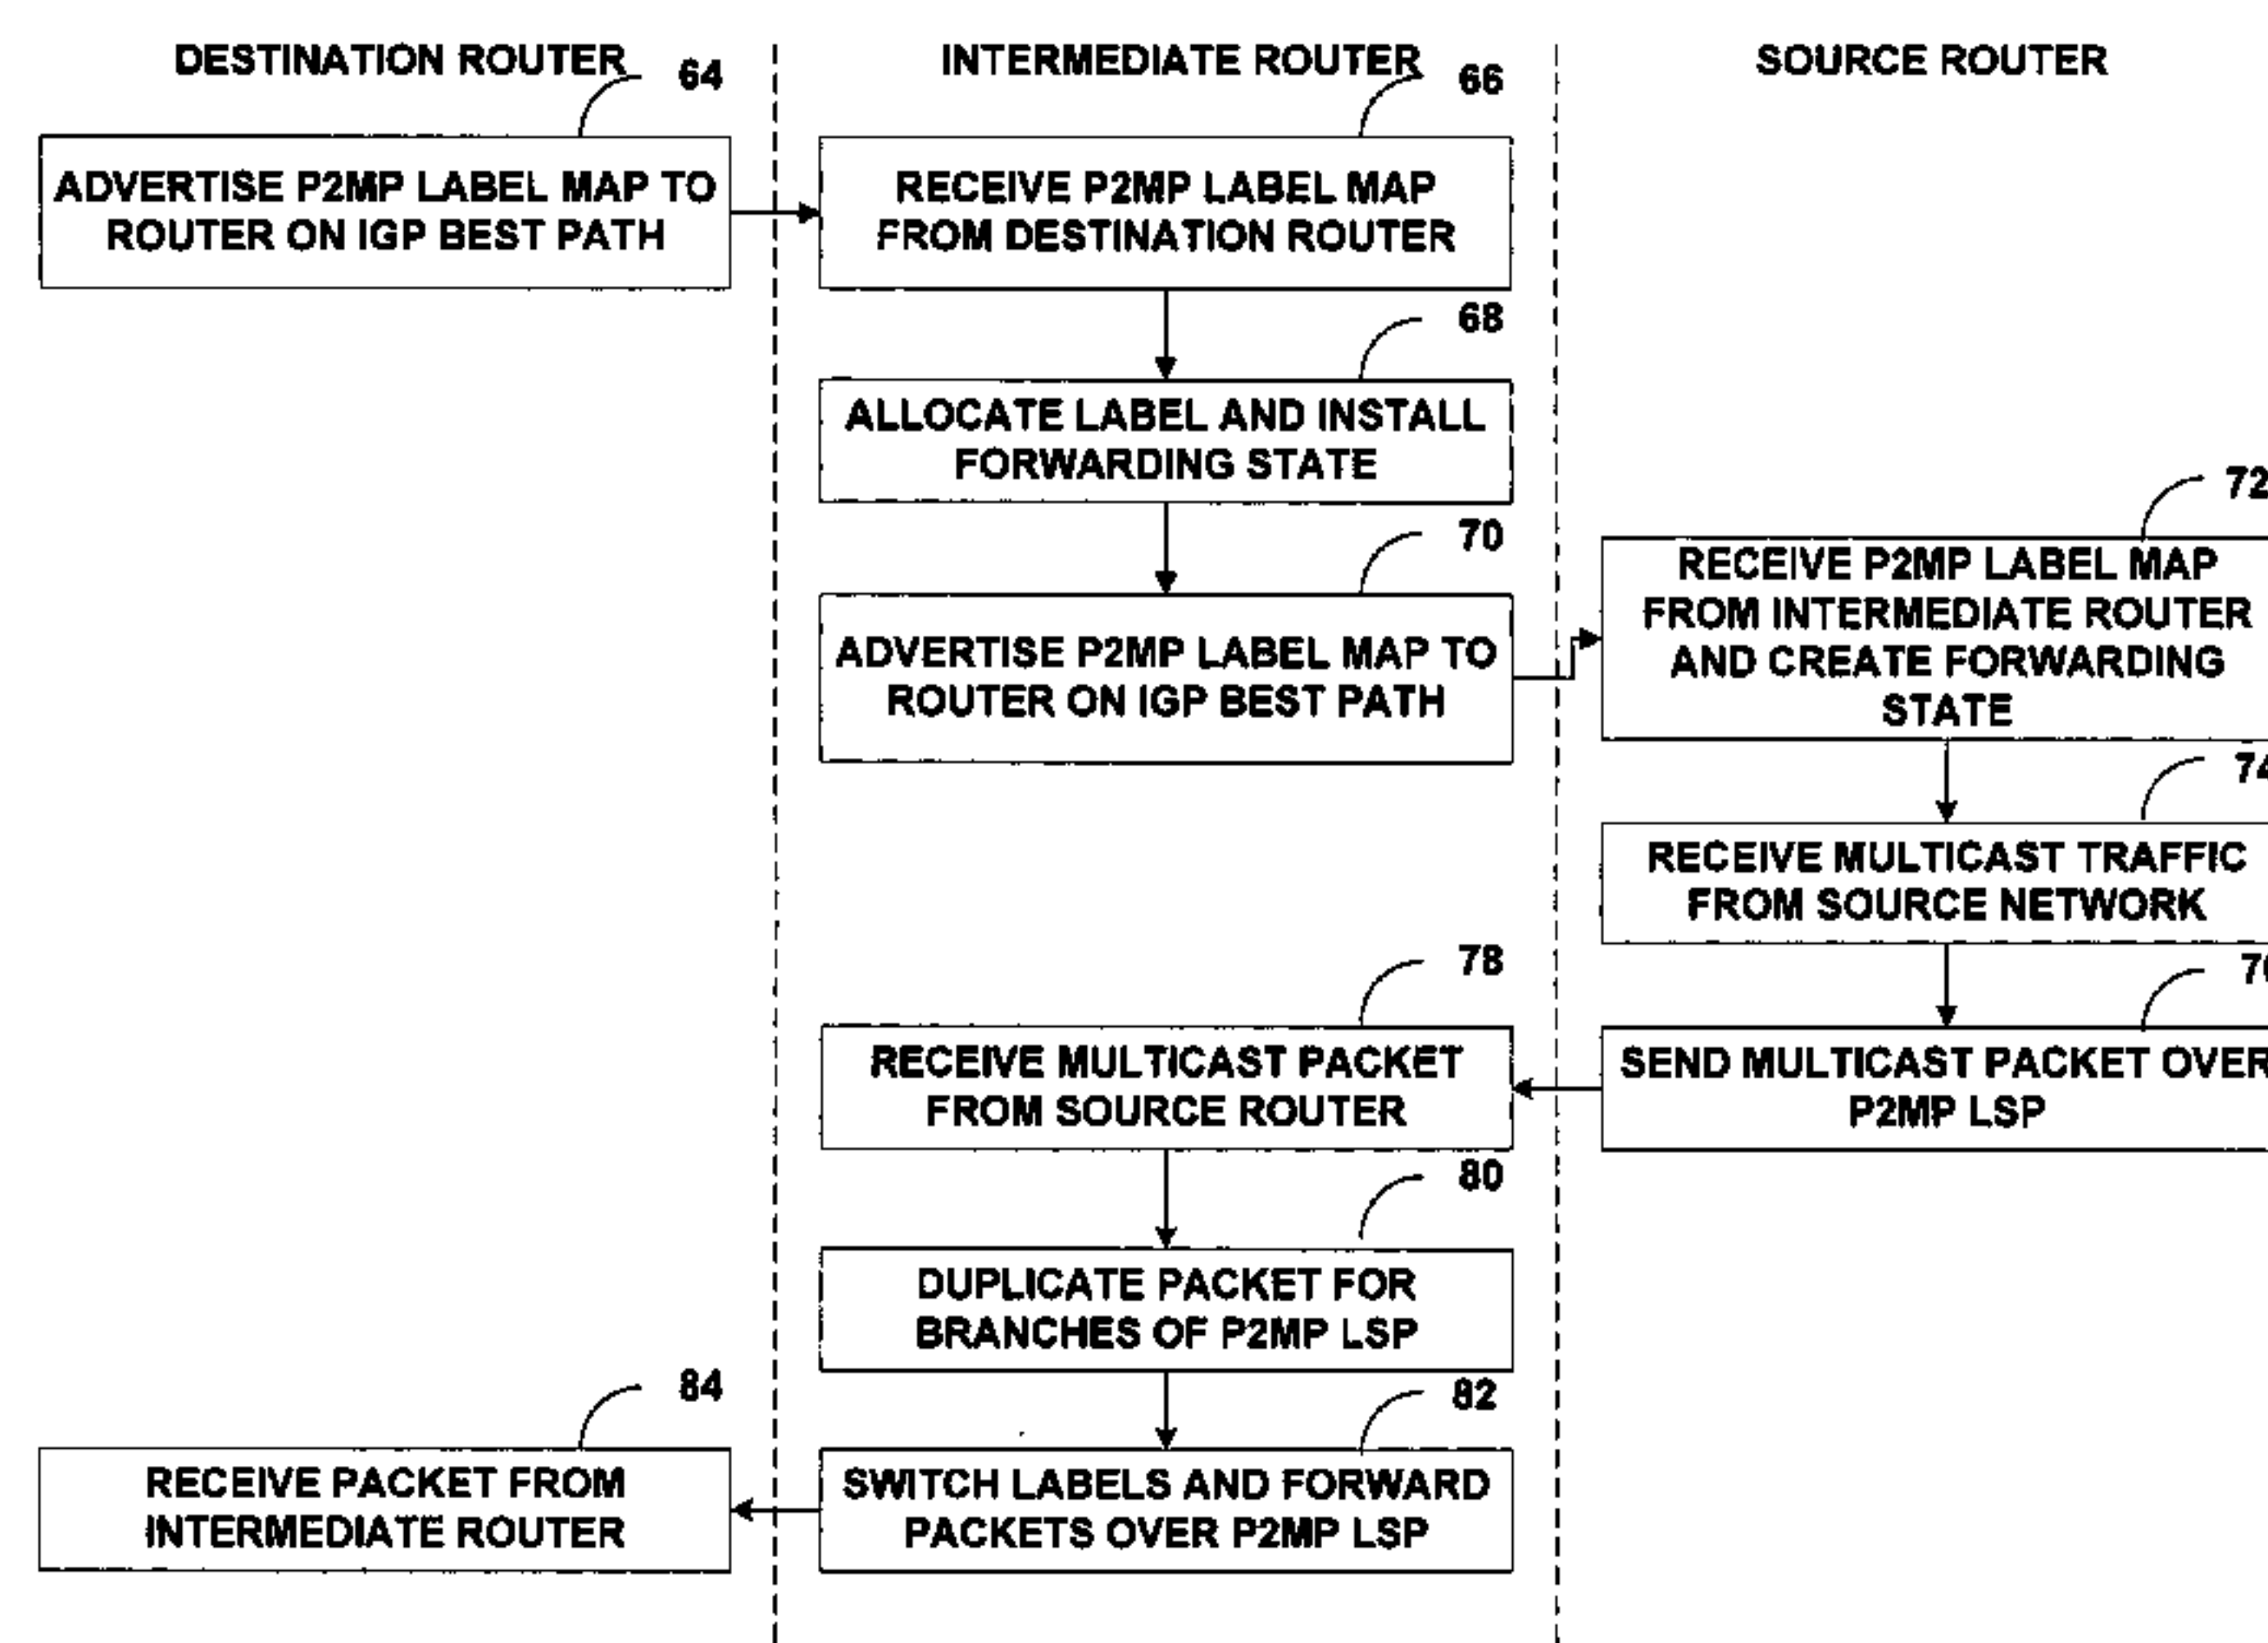 DESTINATION ROUTER
INTERMEDIATE ROUTER
SOURCE ROUTER
64
ADVERTISE P2MP LABEL MAP TO
ROUTER ON IGP BEST PATH
66
RECEIVE P2MP LABEL MAP
FROM DESTINATION ROUTER
68
ALLOCATE LABEL AND INSTALL
FORWARDING STATE
70
ADVERTISE P2MP LABEL MAP TO
ROUTER ON IGP BEST PATH
72
RECEIVE P2MP LABEL MAP
FROM INTERMEDIATE ROUTER
AND CREATE FORWARDING
STATE
74
RECEIVE MULTICAST TRAFFIC
FROM SOURCE NETWORK
SEND MULTICAST PACKET OVER
P2MP LSP
78
RECEIVE MULTICAST PACKET
FROM SOURCE ROUTER
80
DUPLICATE PACKET FOR
BRANCHES OF P2MP LSP
82
SWITCH LABELS AND FORWARD
PACKETS OVER P2MP LSP
84
RECEIVE PACKET FROM
INTERMEDIATE ROUTER